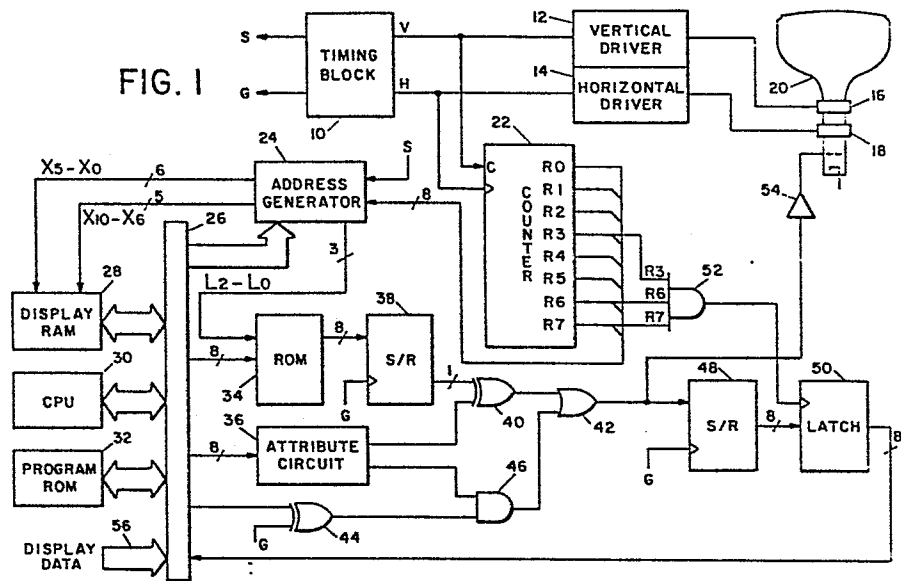 FIG. 1
S
G
TIMING
BLOCK
10
V
H
12
VERTICAL
DRIVER
14
HORIZONTAL
DRIVER
20
16
18
54
24
ADDRESS
GENERATOR
S
8
3
X5-X0
6
X10-X6
5
26
L2-L0
22
C
COUNTER
R0
R1
R2
R3
R4
R5
R6
R7
R3
R6
R7
52
28
DISPLAY
RAM
30
CPU
32
PROGRAM
ROM
56
DISPLAY
DATA
8
ROM
34
8
38
S/R
G
1
40
42
8
36
ATTRIBUTE
CIRCUIT
46
G
44
48
S/R
G
8
50
LATCH
8